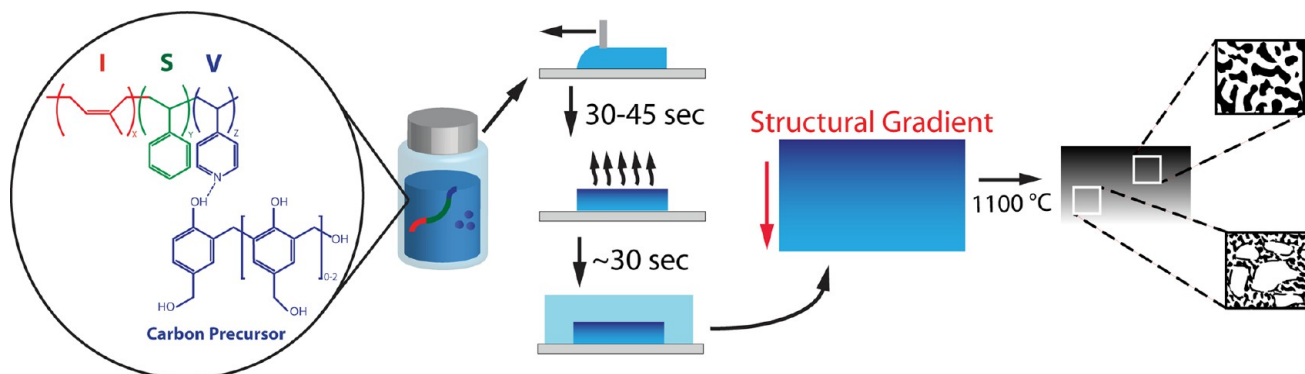 I S V
X
Y
Z
N
OH
OH
OH
0-2
HO
OH
Carbon Precursor
30-45 sec
~30 sec
Structural Gradient
1100 °C